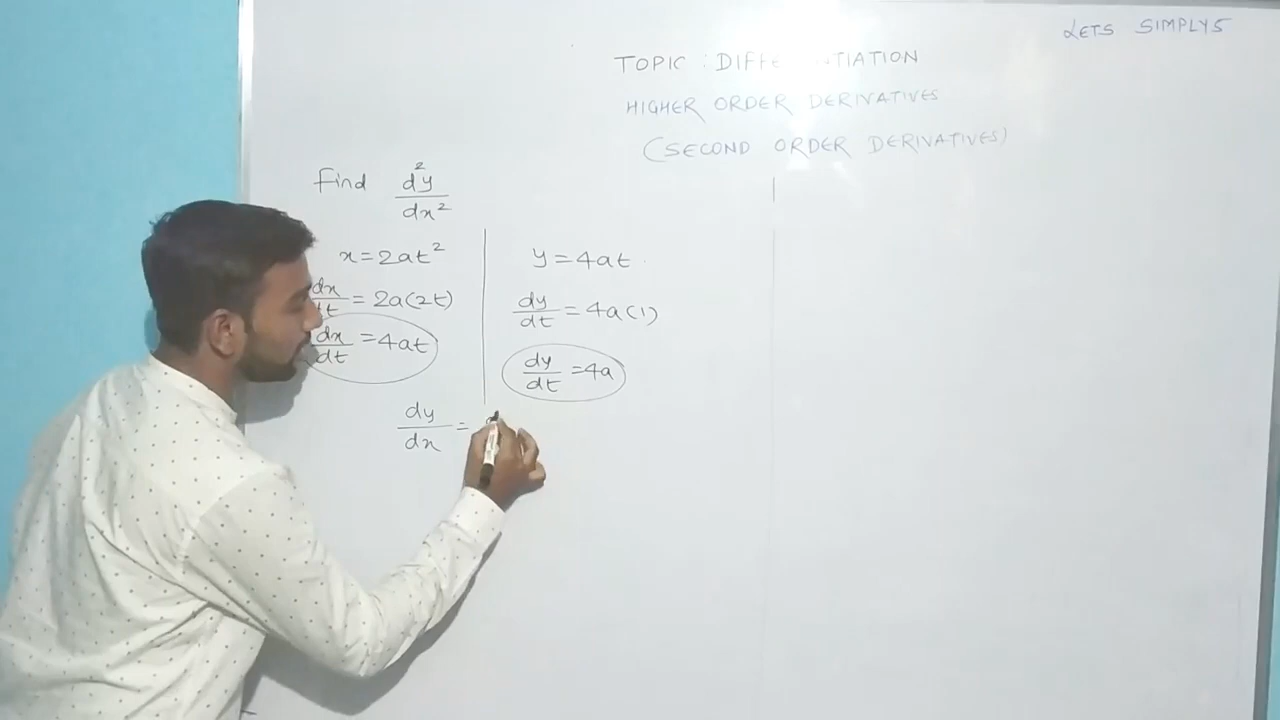 LETS SIMPLY5
TOPIC : DIFFE TIATION
HIGHER ORDER DERIVATIVES
(SECOND ORDER DERIVATIVES)
Find d²y/dx²
x = 2at²
dx/dt = 2a(2t)
dx/dt = 4at
y = 4at
dy/dt = 4a(1)
dy/dt = 4a
dy/dx =